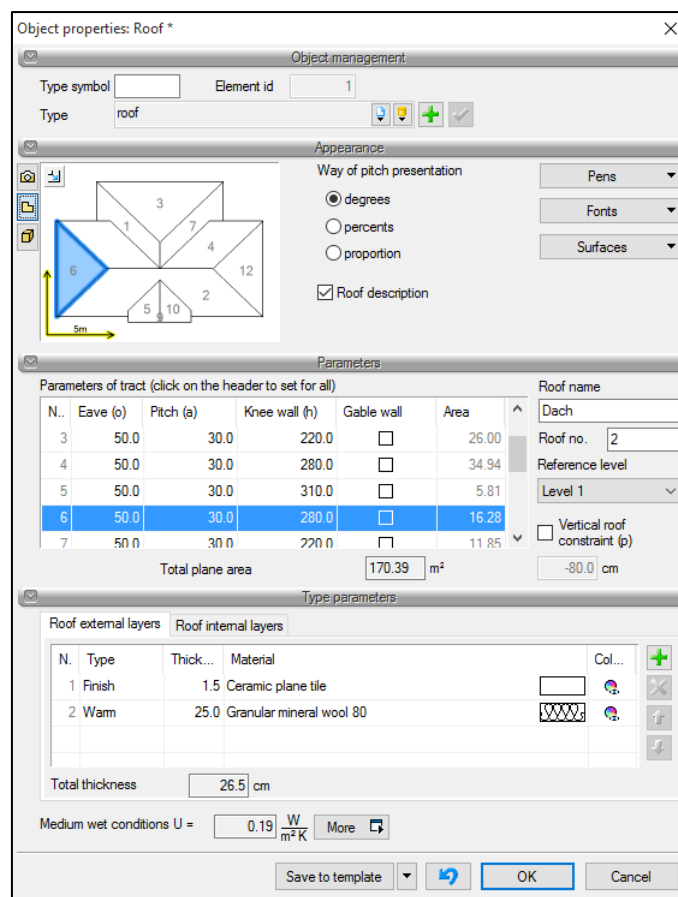 Object properties: Roof *
Object management
Type symbol Element id 1
Type roof
Appearance
Way of pitch presentation
degrees
percents
proportion
Roof description
Pens
Fonts
Surfaces
3
1 7
4
6 12
2
5 10
9
5m
Parameters
Parameters of tract (click on the header to set for all)
N.. Eave (o) Pitch (a) Knee wall (h) Gable wall Area
3 50.0 30.0 220.0 26.00
4 50.0 30.0 280.0 34.94
5 50.0 30.0 310.0 5.81
6 50.0 30.0 280.0 16.28
7 50.0 30.0 220.0 11.85
Total plane area 170.39 m²
Roof name
Dach
Roof no. 2
Reference level
Level 1
Vertical roof
constraint (p)
-80.0 cm
Type parameters
Roof external layers Roof internal layers
N. Type Thick... Material Col...
1 Finish 1.5 Ceramic plane tile
2 Warm 25.0 Granular mineral wool 80
Total thickness 26.5 cm
Medium wet conditions U = 0.19 W
m² K
More
Save to template OK Cancel